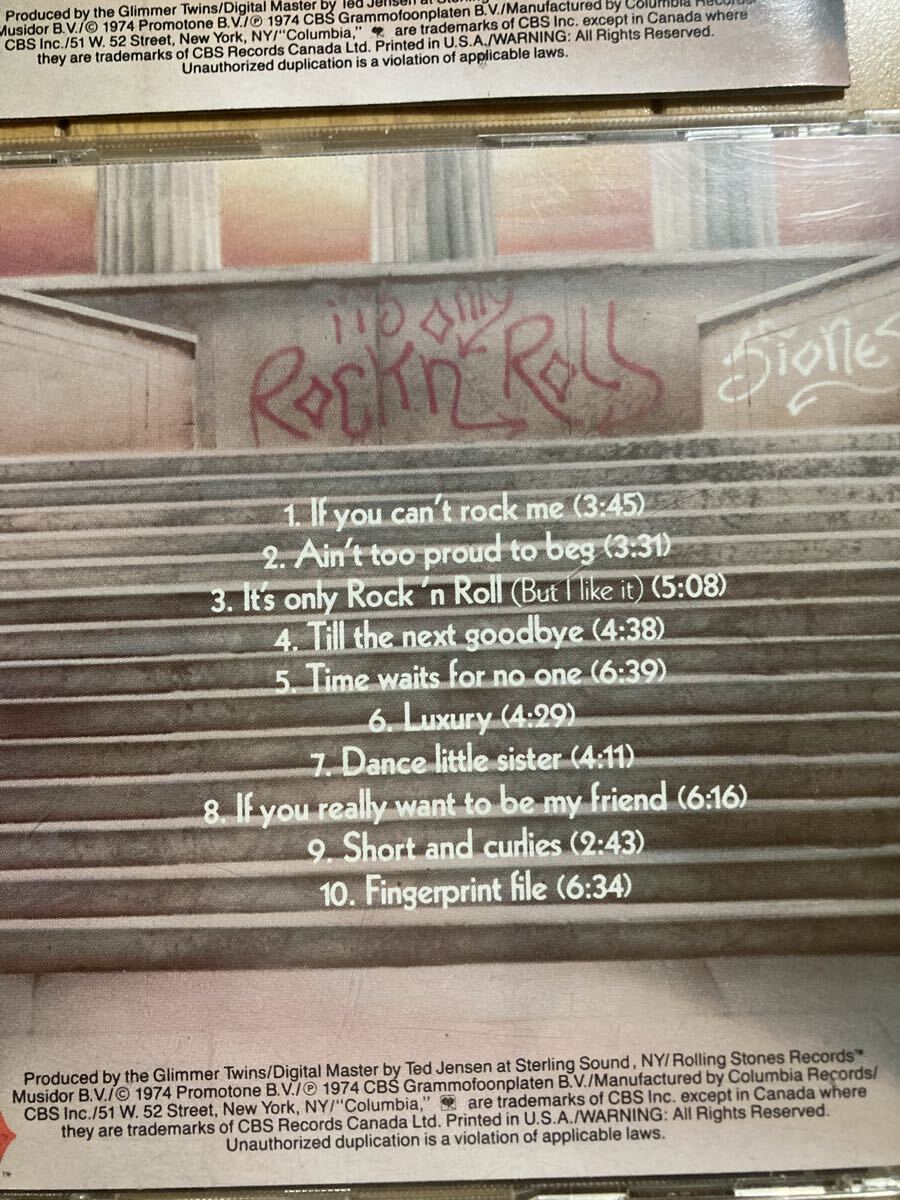 Produced by the Glimmer Twins/Digital Master by Ted Jensen at
Musidor B.V./© 1974 Promotone B.V./℗ 1974 CBS Grammofoonplaten B.V./Manufactured by Columbia Records/
CBS Inc./51 W. 52 Street, New York, NY/"Columbia," are trademarks of CBS Inc. except in Canada where
they are trademarks of CBS Records Canada Ltd. Printed in U.S.A./WARNING: All Rights Reserved.
Unauthorized duplication is a violation of applicable laws.
it's only
Rock n' Roll
Stones
1. If you can't rock me (3:45)
2. Ain't too proud to beg (3:31)
3. It's only Rock 'n Roll (But I like it) (5:08)
4. Till the next goodbye (4:38)
5. Time waits for no one (6:39)
6. Luxury (4:29)
7. Dance little sister (4:11)
8. If you really want to be my friend (6:16)
9. Short and curlies (2:43)
10. Fingerprint file (6:34)
Produced by the Glimmer Twins/Digital Master by Ted Jensen at Sterling Sound, NY/Rolling Stones Records™
Musidor B.V./© 1974 Promotone B.V./℗ 1974 CBS Grammofoonplaten B.V./Manufactured by Columbia Records/
CBS Inc./51 W. 52 Street, New York, NY/"Columbia," are trademarks of CBS Inc. except in Canada where
they are trademarks of CBS Records Canada Ltd. Printed in U.S.A./WARNING: All Rights Reserved.
Unauthorized duplication is a violation of applicable laws.
™